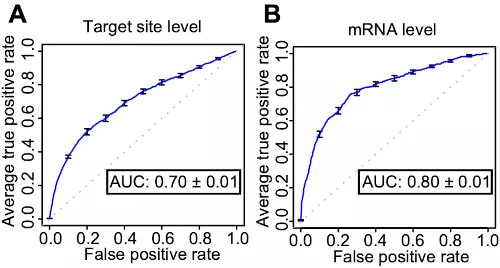 A
Target site level
Average true positive rate
0.0 0.2 0.4 0.6 0.8 1.0
AUC: 0.70 ± 0.01
0.0 0.2 0.4 0.6 0.8 1.0
False positive rate
B
mRNA level
Average true positive rate
0.0 0.2 0.4 0.6 0.8 1.0
AUC: 0.80 ± 0.01
0.0 0.2 0.4 0.6 0.8 1.0
False positive rate